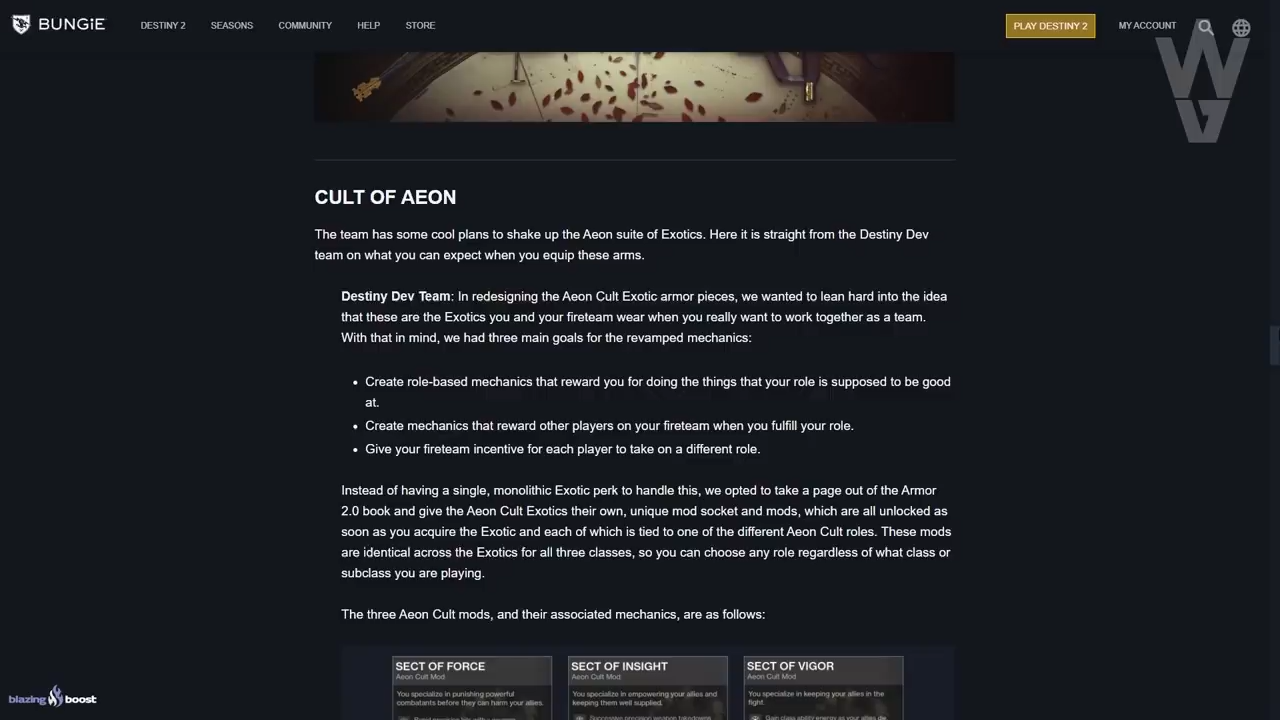 BUNGiE
DESTINY 2
SEASONS
COMMUNITY
HELP
STORE
PLAY DESTINY 2
MY ACCOUNT
WG
CULT OF AEON
The team has some cool plans to shake up the Aeon suite of Exotics. Here it is straight from the Destiny Dev
team on what you can expect when you equip these arms.
Destiny Dev Team: In redesigning the Aeon Cult Exotic armor pieces, we wanted to lean hard into the idea
that these are the Exotics you and your fireteam wear when you really want to work together as a team.
With that in mind, we had three main goals for the revamped mechanics:
• Create role-based mechanics that reward you for doing the things that your role is supposed to be good
at.
• Create mechanics that reward other players on your fireteam when you fulfill your role.
• Give your fireteam incentive for each player to take on a different role.
Instead of having a single, monolithic Exotic perk to handle this, we opted to take a page out of the Armor
2.0 book and give the Aeon Cult Exotics their own, unique mod socket and mods, which are all unlocked as
soon as you acquire the Exotic and each of which is tied to one of the different Aeon Cult roles. These mods
are identical across the Exotics for all three classes, so you can choose any role regardless of what class or
subclass you are playing.
The three Aeon Cult mods, and their associated mechanics, are as follows:
SECT OF FORCE
Aeon Cult Mod
You specialize in punishing powerful
combatants before they can harm your allies.
SECT OF INSIGHT
Aeon Cult Mod
You specialize in empowering your allies and
keeping them well supplied.
SECT OF VIGOR
Aeon Cult Mod
You specialize in keeping your allies in the
fight.
Gain class ability energy as your allies
blazing boost